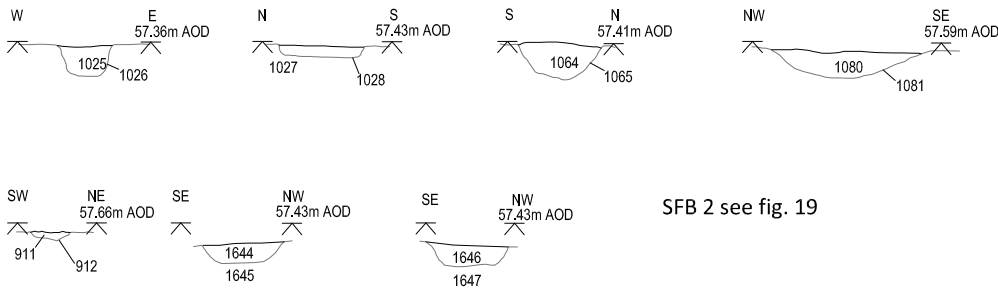 W E
57.36m AOD
1025
1026
N S
57.43m AOD
1027
1028
S N
57.41m AOD
1064
1065
NW SE
57.59m AOD
1080
1081
SW NE
57.66m AOD
911
912
SE NW
57.43m AOD
1644
1645
SE NW
57.43m AOD
1646
1647
SFB 2 see fig. 19